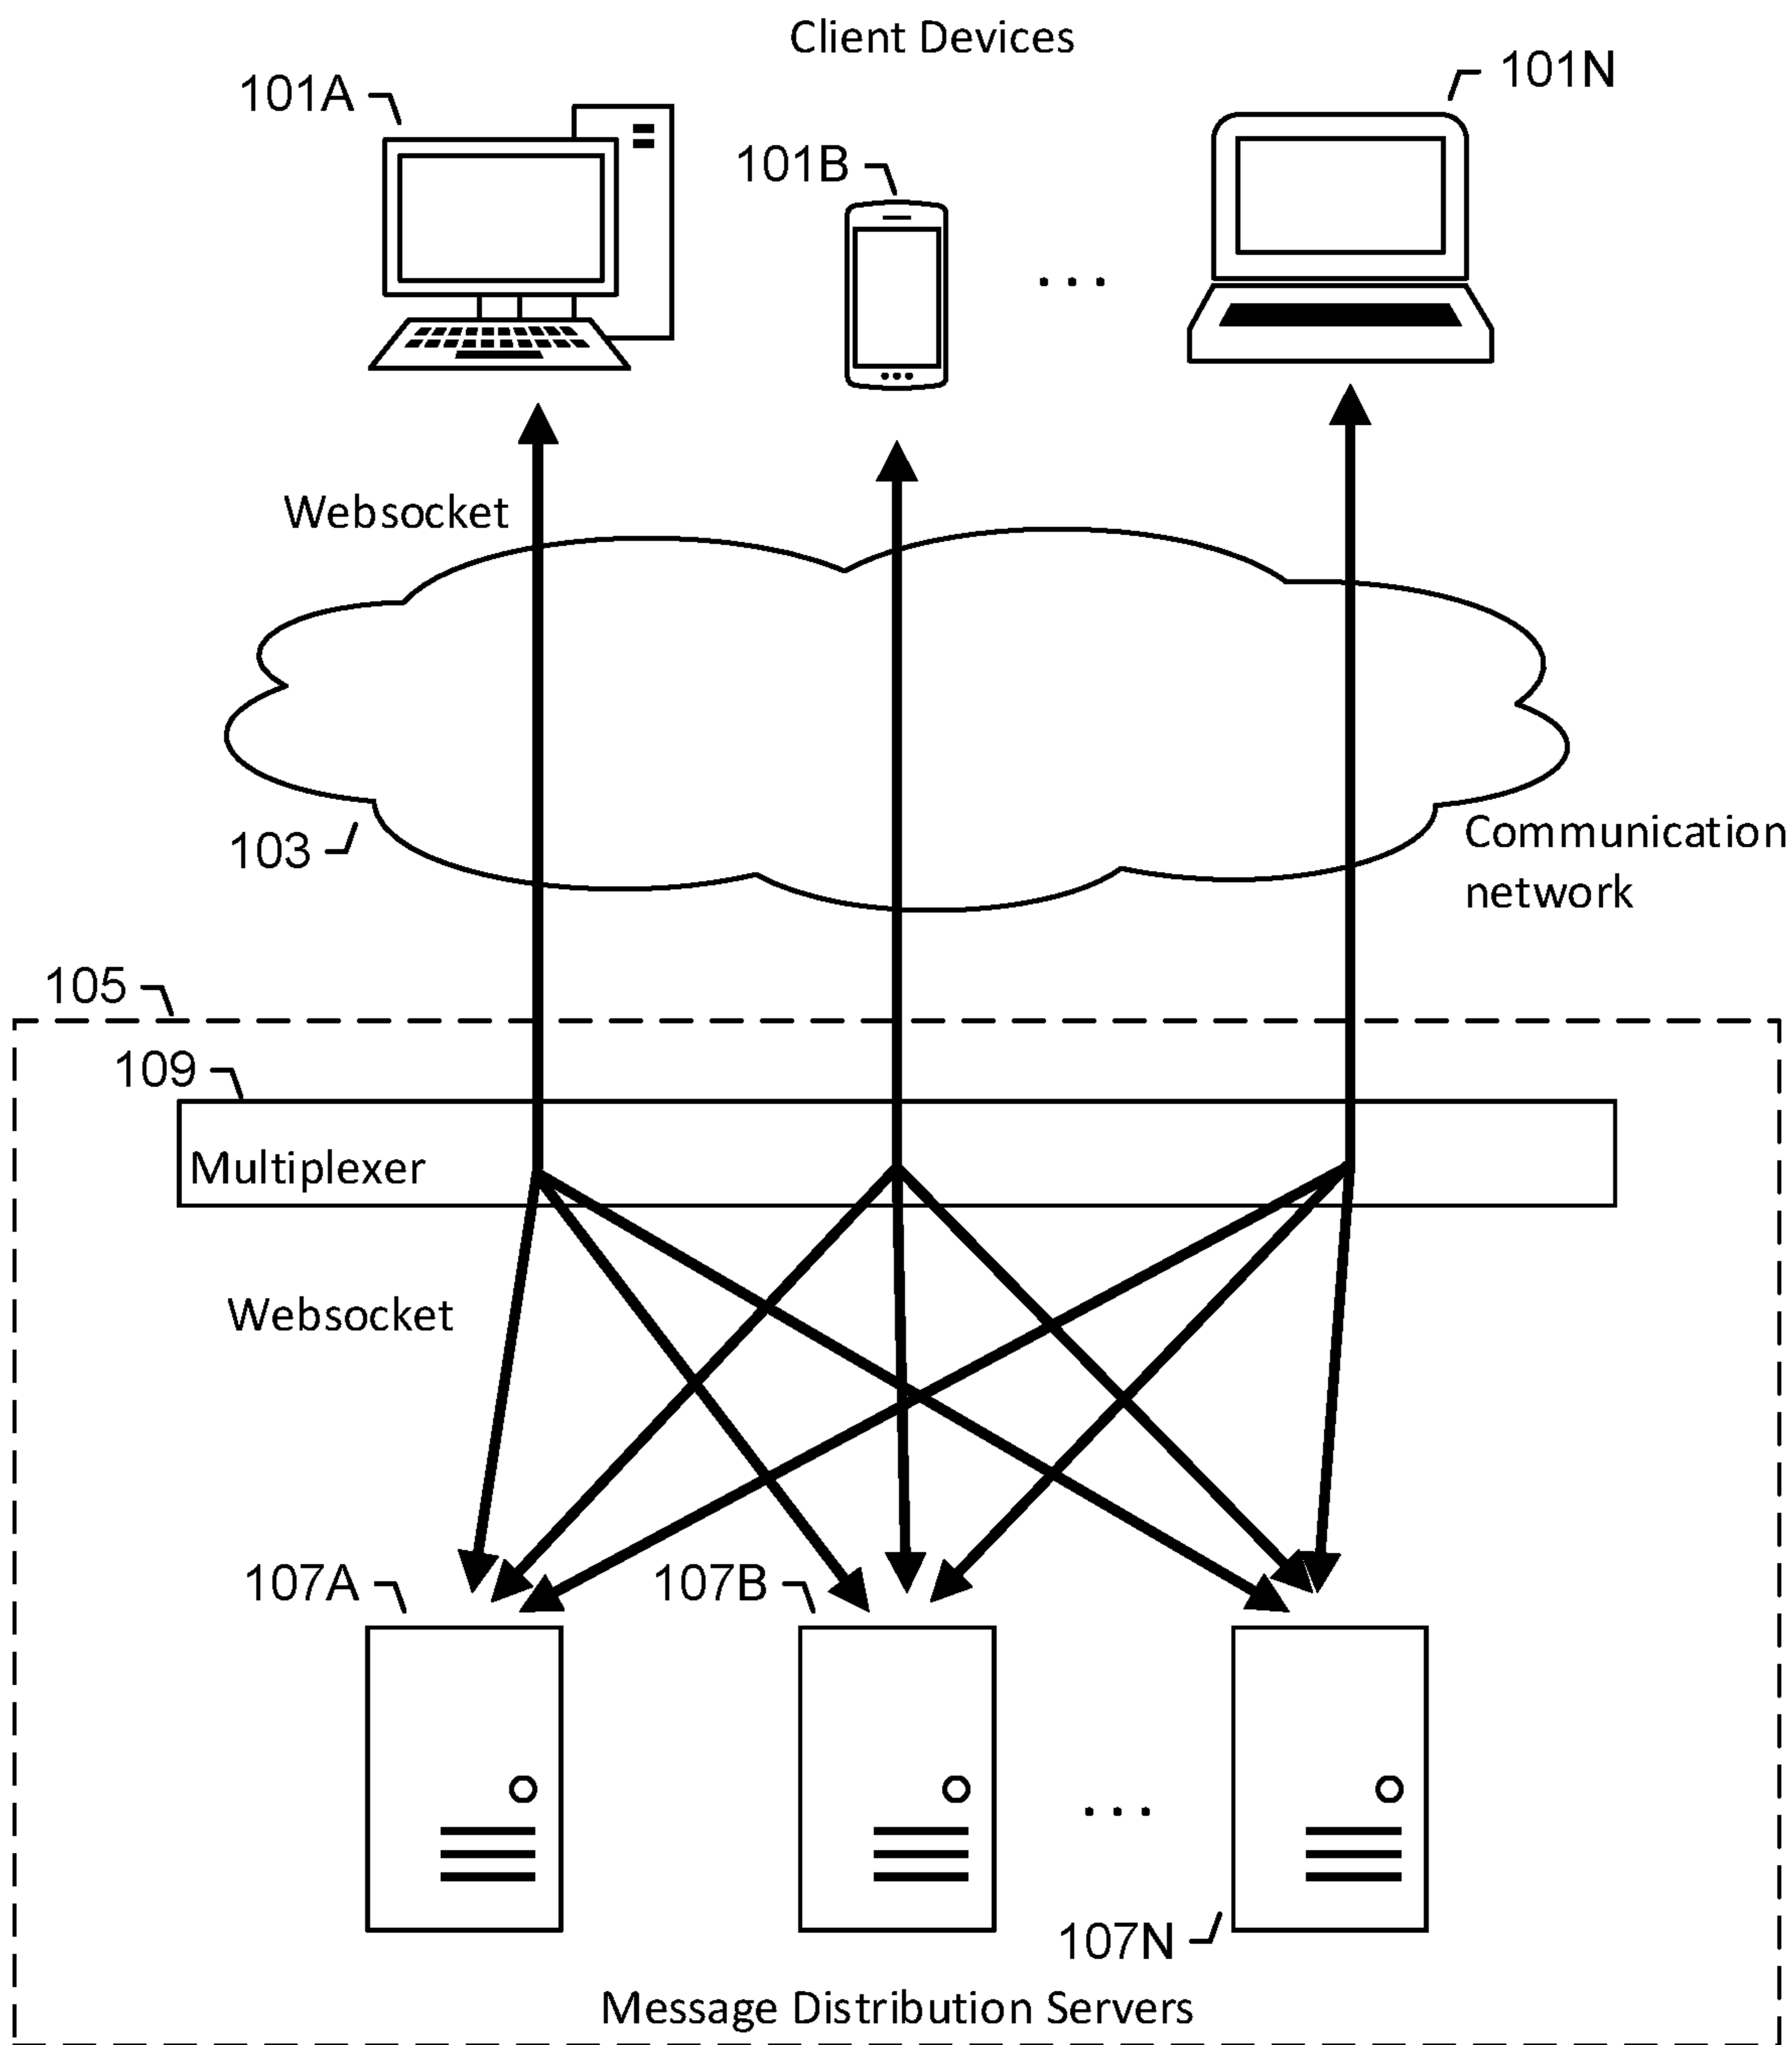 Client Devices
101A
101B
101N
Websocket
103
Communication
network
105
109
Multiplexer
Websocket
107A
107B
107N
Message Distribution Servers